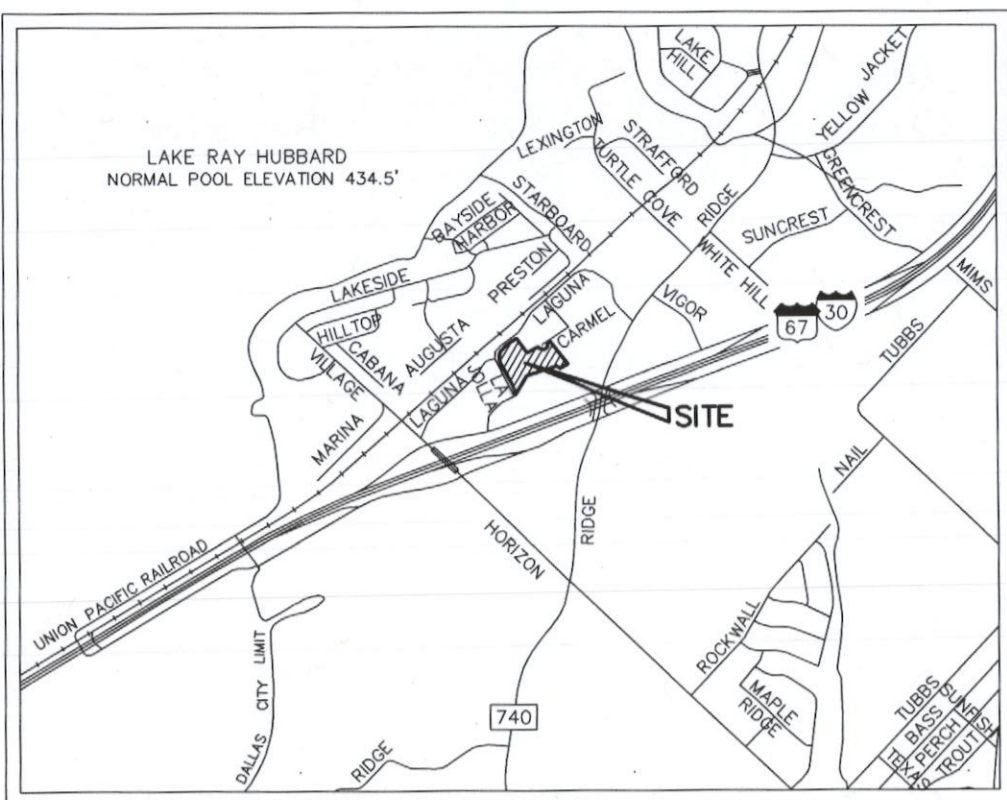 LAKE HILL
YELLOW JACKET
LAKE RAY HUBBARD
NORMAL POOL ELEVATION 434.5'
LEXINGTON
STRAFFORD
TURTLE COVE
GREENCREST
STARBOARD
BAYSIDE
HARBOR
RIDGE
SUNCREST
WHITE HILL
PRESTON
LAKESIDE
LAGUNA
CARMEL
VIGOR
MIMS
67
30
HILLTOP
CABANA
VILLAGE
AUGUSTA
LAGUNA
LA
TUBBS
SITE
MARINA
NAIL
HORIZON
RIDGE
UNION PACIFIC RAILROAD
ROCKWALL
DALLAS CITY LIMIT
MAPLE RIDGE
740
RIDGE
TUBBS
SUNFISH
BASS
PERCH
TROUT